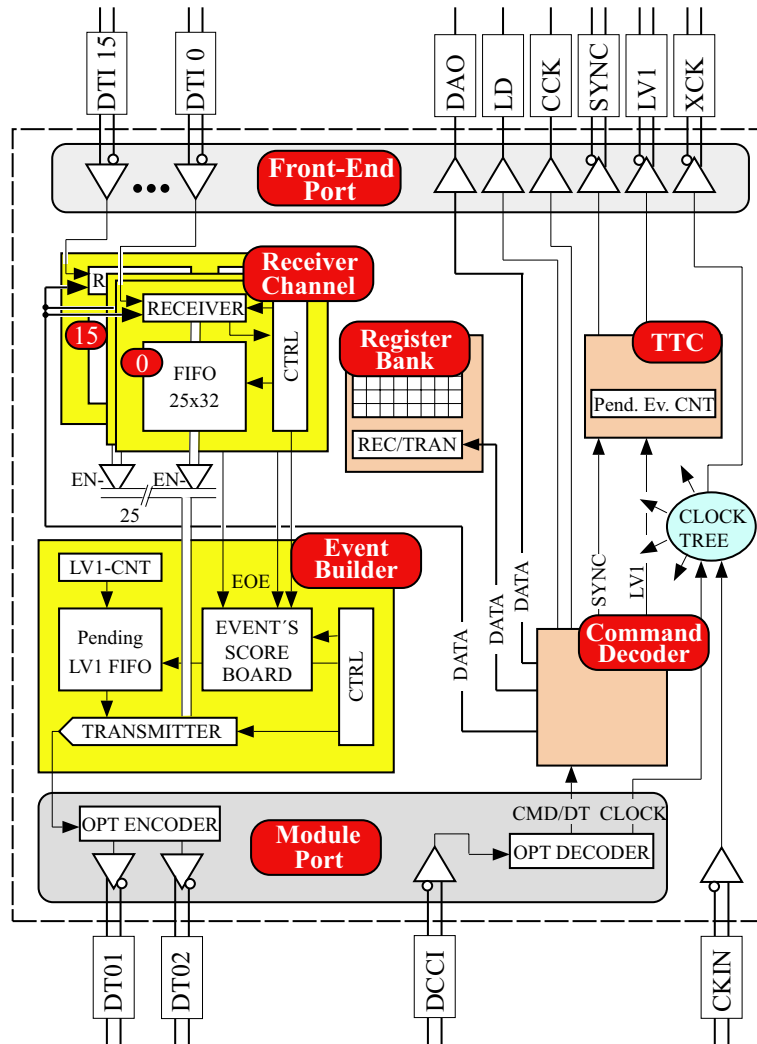 DTI 15
DTI 0
DAO
LD
CCK
SYNC
LV1
XCK
Front-End
Port
Receiver
Channel
R
RECEIVER
15
0
FIFO
25x32
CTRL
Register
Bank
REC/TRAN
TTC
Pend. Ev. CNT
EN-
EN-
25
CLOCK
TREE
Event
Builder
LV1-CNT
EOE
Pending
LV1 FIFO
EVENT´S
SCORE
BOARD
CTRL
TRANSMITTER
DATA
DATA
DATA
SYNC
LV1
Command
Decoder
OPT ENCODER
Module
Port
CMD/DT
CLOCK
OPT DECODER
DT01
DT02
DCCI
CKIN